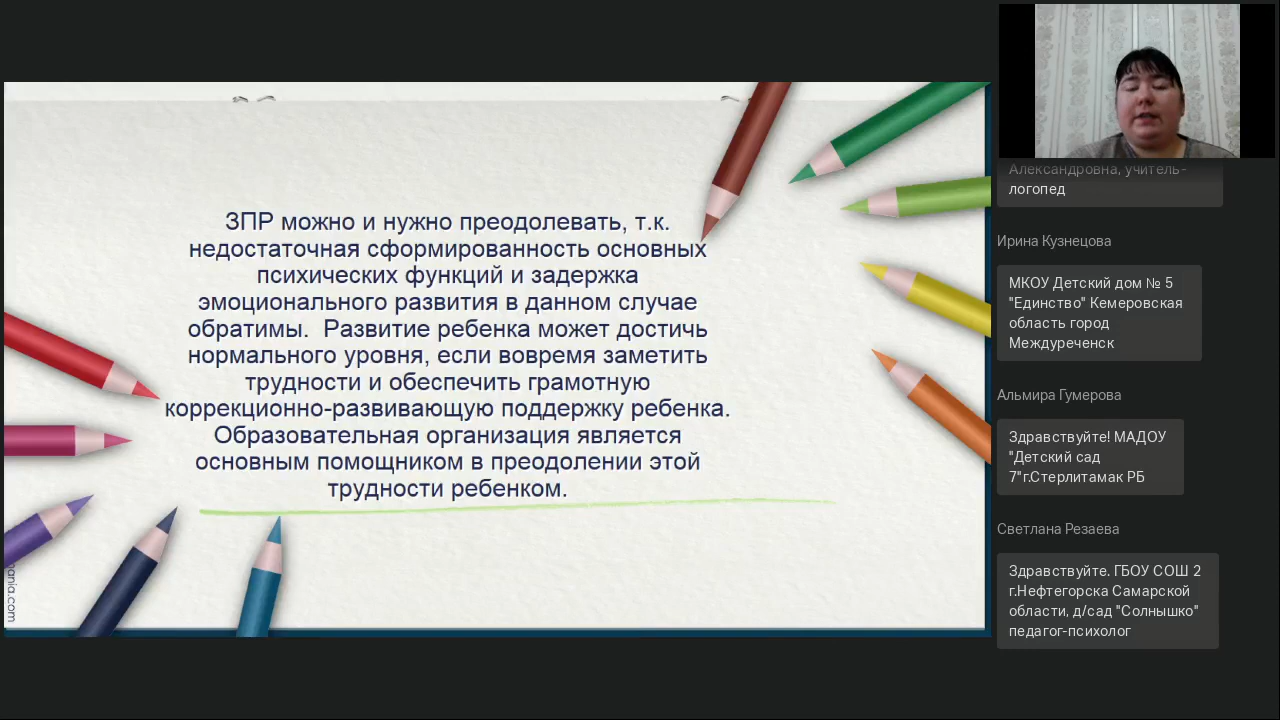 ЗПР можно и нужно преодолевать, т.к.
недостаточная сформированность основных
психических функций и задержка
эмоционального развития в данном случае
обратимы.  Развитие ребенка может достичь
нормального уровня, если вовремя заметить
трудности и обеспечить грамотную
коррекционно-развивающую поддержку ребенка.
Образовательная организация является
основным помощником в преодолении этой
трудности ребенком.
ania.com
Александровна, учитель-
логопед
Ирина Кузнецова
МКОУ Детский дом № 5
"Единство" Кемеровская
область город
Междуреченск
Альмира Гумерова
Здравствуйте! МАДОУ
"Детский сад
7"г.Стерлитамак РБ
Светлана Резаева
Здравствуйте. ГБОУ СОШ 2
г.Нефтегорска Самарской
области, д/сад "Солнышко"
педагог-психолог